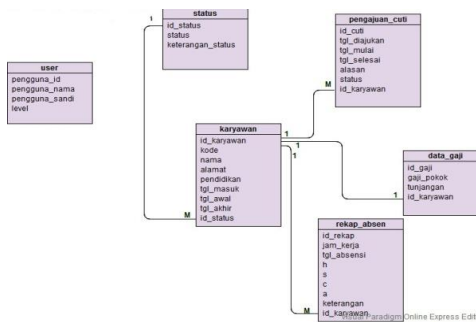 status
id_status
status
keterangan_status
pengajuan_cuti
id_cuti
tgl_diajukan
tgl_mulai
tgl_selesai
alasan
status
id_karyawan
user
pengguna_id
pengguna_nama
pengguna_sandi
level
karyawan
id_karyawan
kode
nama
alamat
pendidikan
tgl_masuk
tgl_awal
tgl_akhir
id_status
data_gaji
id_gaji
gaji_pokok
tunjangan
id_karyawan
rekap_absen
id_rekap
jam_kerja
tgl_absensi
h
s
c
a
keterangan
id_karyawan
1
M
M
1
1
1
1
M
Paradigm Online Express Edit